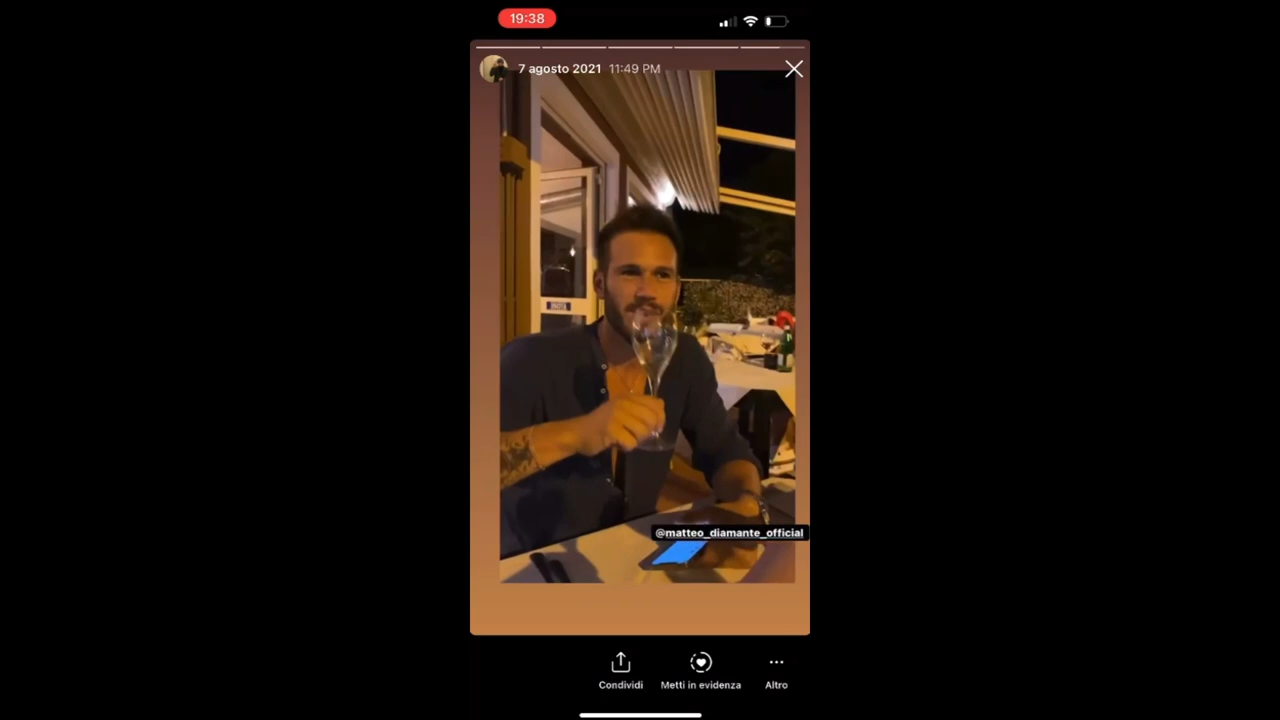 19:38
7 agosto 2021 11:49 PM
@matteo_diamante_official
Condividi
Metti in evidenza
Altro